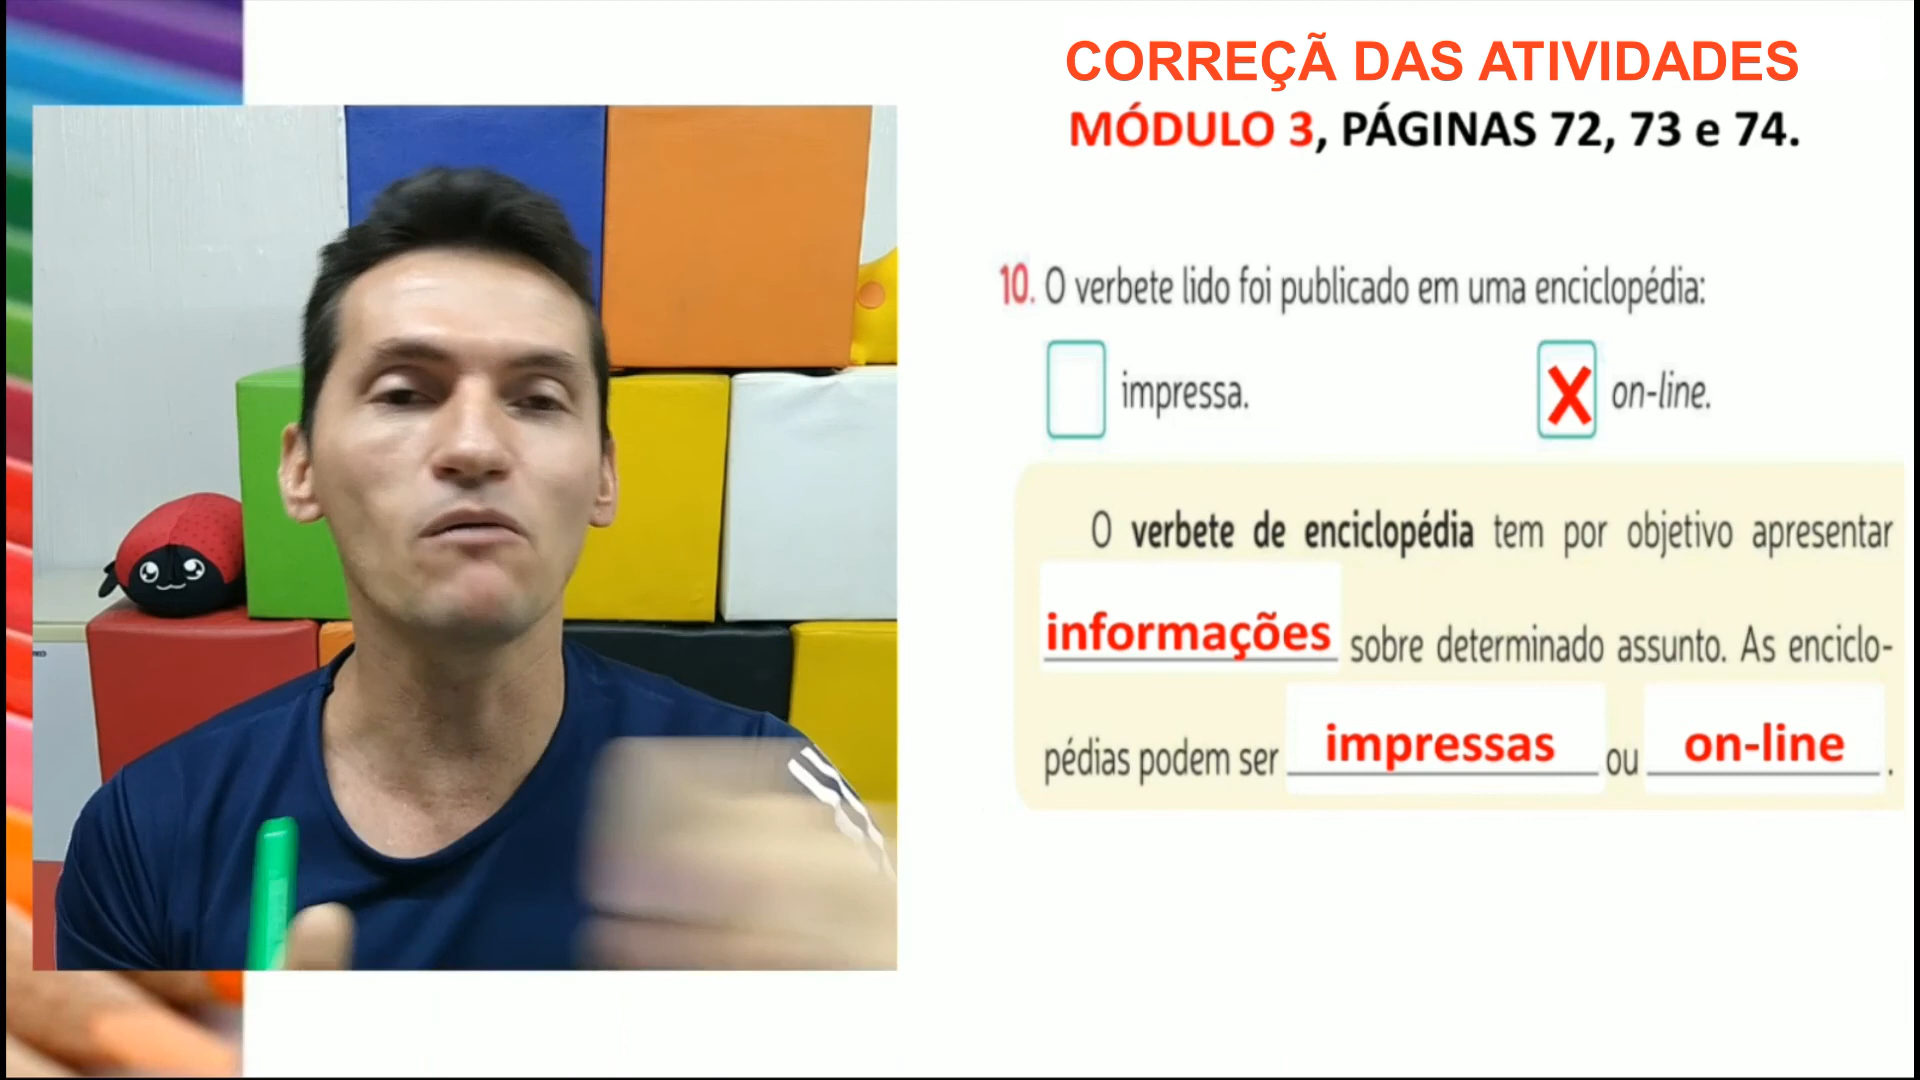 CORREÇÃ DAS ATIVIDADES
MÓDULO 3, PÁGINAS 72, 73 e 74.
10. O verbete lido foi publicado em uma enciclopédia:
impressa. X on-line.
O verbete de enciclopédia tem por objetivo apresentar
informações sobre determinado assunto. As enciclo-
pédias podem ser impressas ou on-line.